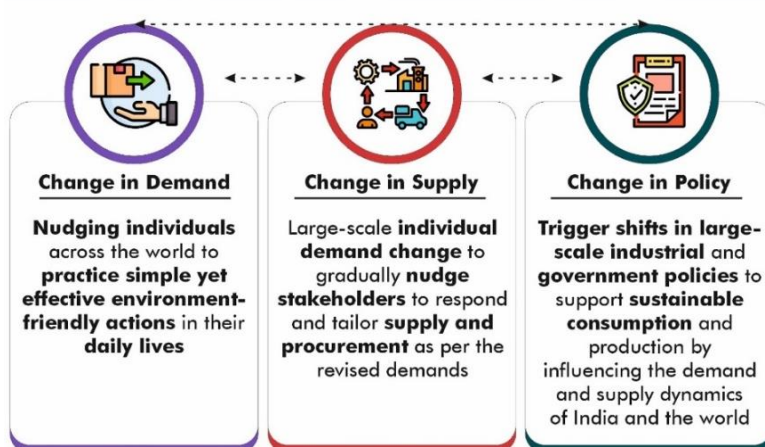 Change in Demand
Nudging individuals
across the world to
practice simple yet
effective environment-
friendly actions in their
daily lives
Change in Supply
Large-scale individual
demand change to
gradually nudge
stakeholders to respond
and tailor supply and
procurement as per the
revised demands
Change in Policy
Trigger shifts in large-
scale industrial and
government policies to
support sustainable
consumption and
production by
influencing the demand
and supply dynamics
of India and the world